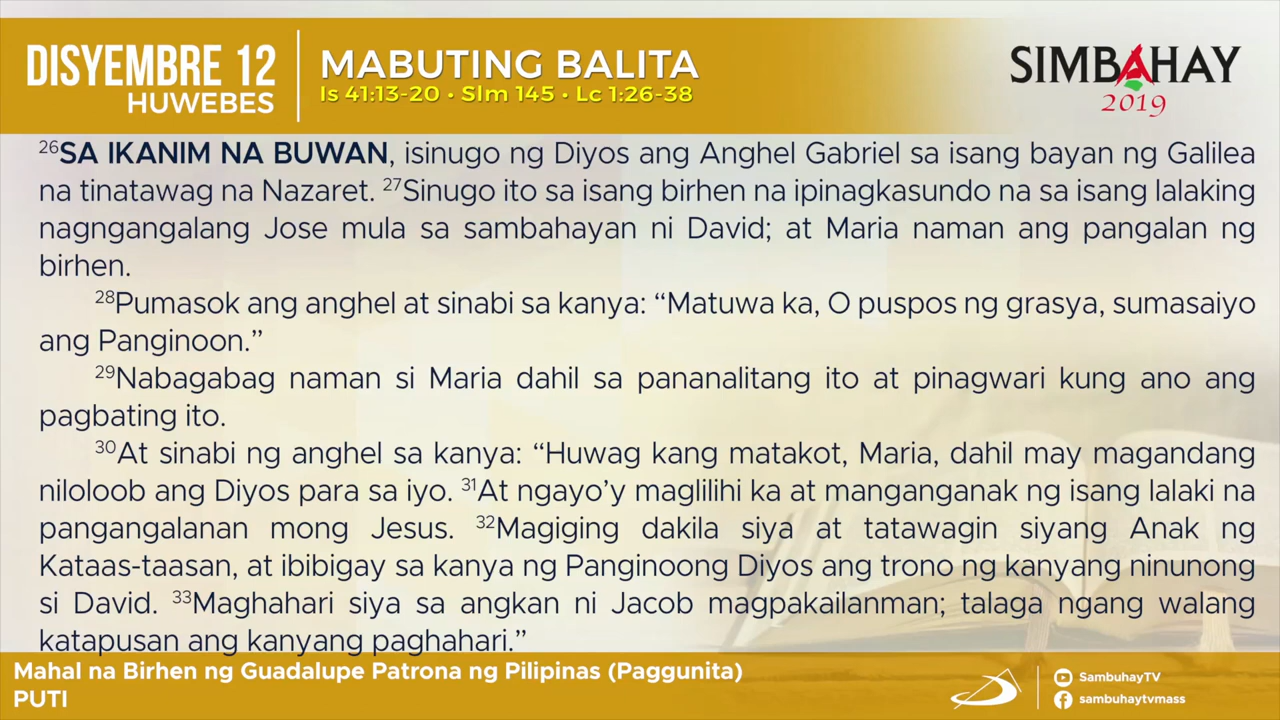 DISYEMBRE 12
HUWEBES
MABUTING BALITA
Is 41:13-20 • Slm 145 • Lc 1:26-38
SIMBAHAY
2019
26SA IKANIM NA BUWAN, isinugo ng Diyos ang Anghel Gabriel sa isang bayan ng Galilea
na tinatawag na Nazaret. 27Sinugo ito sa isang birhen na ipinagkasundo na sa isang lalaking
nagngangalang Jose mula sa sambahayan ni David; at Maria naman ang pangalan ng
birhen.
28Pumasok ang anghel at sinabi sa kanya: “Matuwa ka, O puspos ng grasya, sumasaiyo
ang Panginoon.”
29Nabagabag naman si Maria dahil sa pananalitang ito at pinagwari kung ano ang
pagbating ito.
30At sinabi ng anghel sa kanya: “Huwag kang matakot, Maria, dahil may magandang
niloloob ang Diyos para sa iyo. 31At ngayo’y maglilihi ka at manganganak ng isang lalaki na
pangangalanan mong Jesus. 32Magiging dakila siya at tatawagin siyang Anak ng
Kataas-taasan, at ibibigay sa kanya ng Panginoong Diyos ang trono ng kanyang ninunong
si David. 33Maghahari siya sa angkan ni Jacob magpakailanman; talaga ngang walang
katapusan ang kanyang paghahari.”
Mahal na Birhen ng Guadalupe Patrona ng Pilipinas (Paggunita)
PUTI
SambuhayTV
sambuhaytvmass